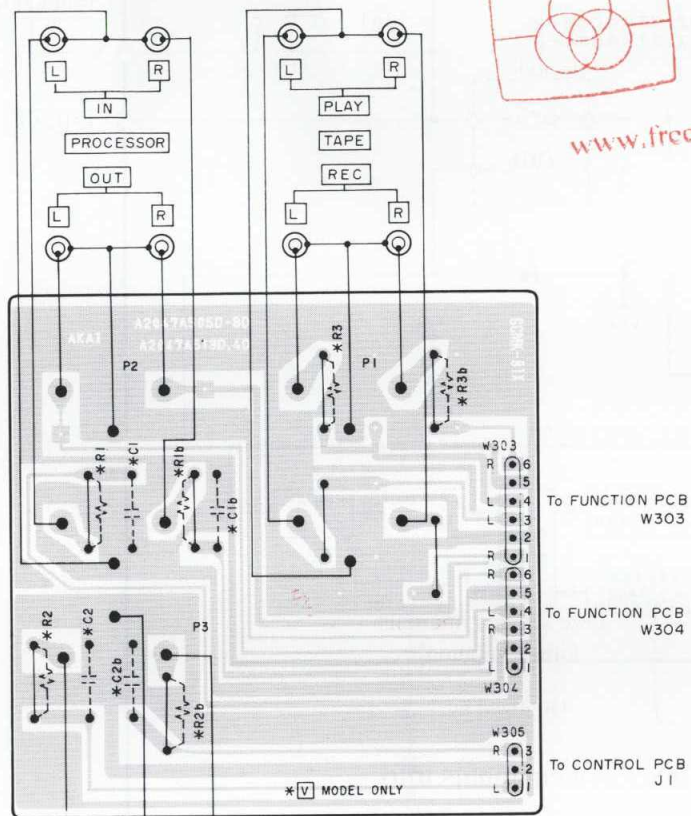 L R L R
IN PLAY
PROCESSOR TAPE
OUT REC
L R L R
www.free
AKAI A2047A505D-8D
P2 P1 *R3 *R3b
*R1 *C1 *R1b *C1b
W303
R 6
5
L 4
L 3
2
R 1
To FUNCTION PCB
W303
R 6
5
L 4
R 3
2
L 1
W304
To FUNCTION PCB
W304
*R2 *C2 *C2b P3 *R2b
W305
R 3
2
L 1
To CONTROL PCB
J1
*V MODEL ONLY